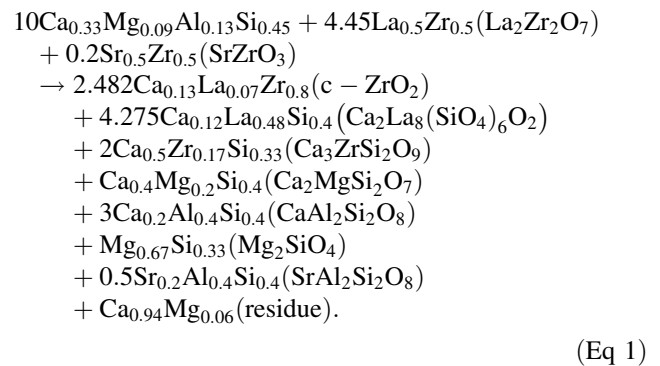 10Ca₀.₃₃Mg₀.₀₉Al₀.₁₃Si₀.₄₅ + 4.45La₀.₅Zr₀.₅(La₂Zr₂O₇)
+ 0.2Sr₀.₅Zr₀.₅(SrZrO₃)
→ 2.482Ca₀.₁₃La₀.₀₇Zr₀.₈(c − ZrO₂)
+ 4.275Ca₀.₁₂La₀.₄₈Si₀.₄(Ca₂La₈(SiO₄)₆O₂)
+ 2Ca₀.₅Zr₀.₁₇Si₀.₃₃(Ca₃ZrSi₂O₉)
+ Ca₀.₄Mg₀.₂Si₀.₄(Ca₂MgSi₂O₇)
+ 3Ca₀.₂Al₀.₄Si₀.₄(CaAl₂Si₂O₈)
+ Mg₀.₆₇Si₀.₃₃(Mg₂SiO₄)
+ 0.5Sr₀.₂Al₀.₄Si₀.₄(SrAl₂Si₂O₈)
+ Ca₀.₉₄Mg₀.₀₆(residue).
(Eq 1)